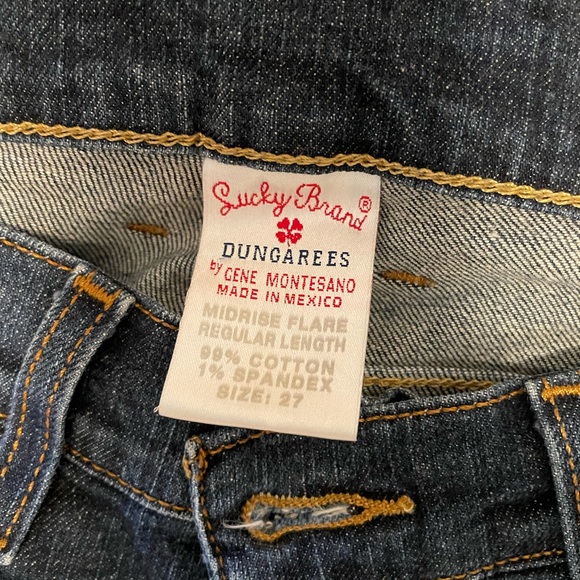 Lucky Brand®
DUNGAREES
by GENE MONTESANO
MADE IN MEXICO
MIDRISE FLARE
REGULAR LENGTH
99% COTTON
1% SPANDEX
SIZE: 27